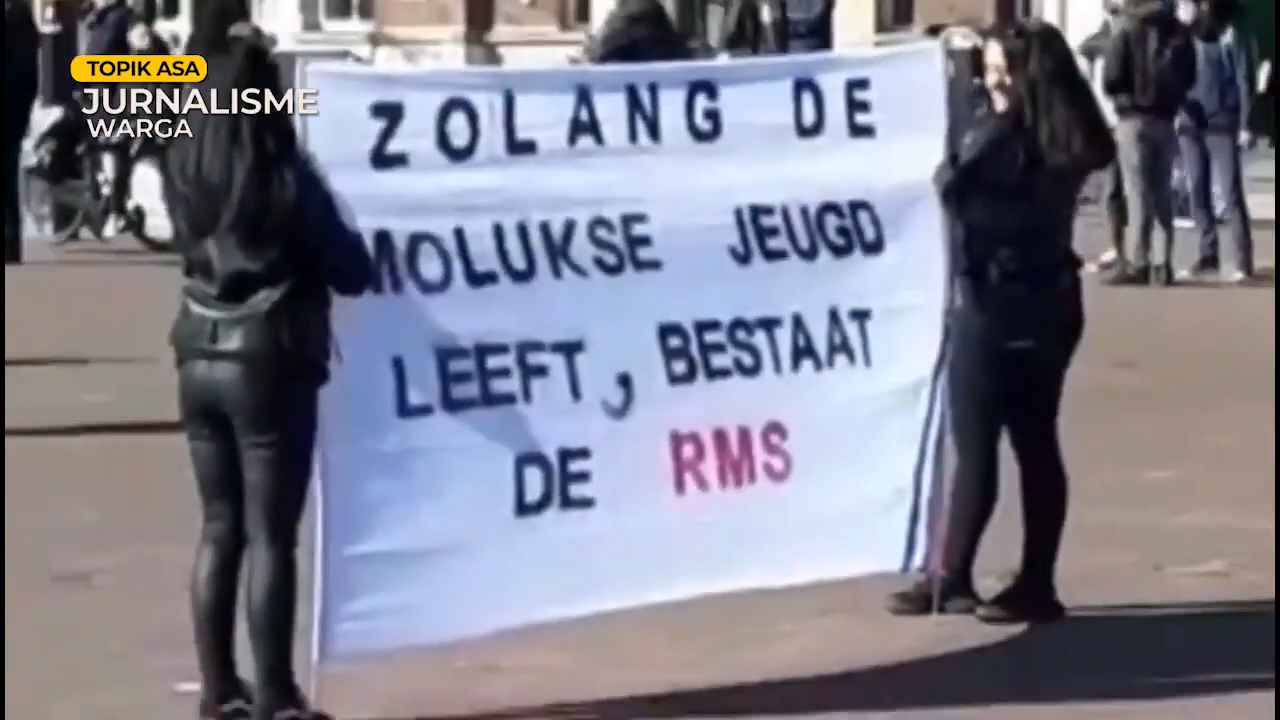 TOPIK ASA
JURNALISME
WARGA
ZOLANG DE
MOLUKSE JEUGD
LEEFT, BESTAAT
DE RMS